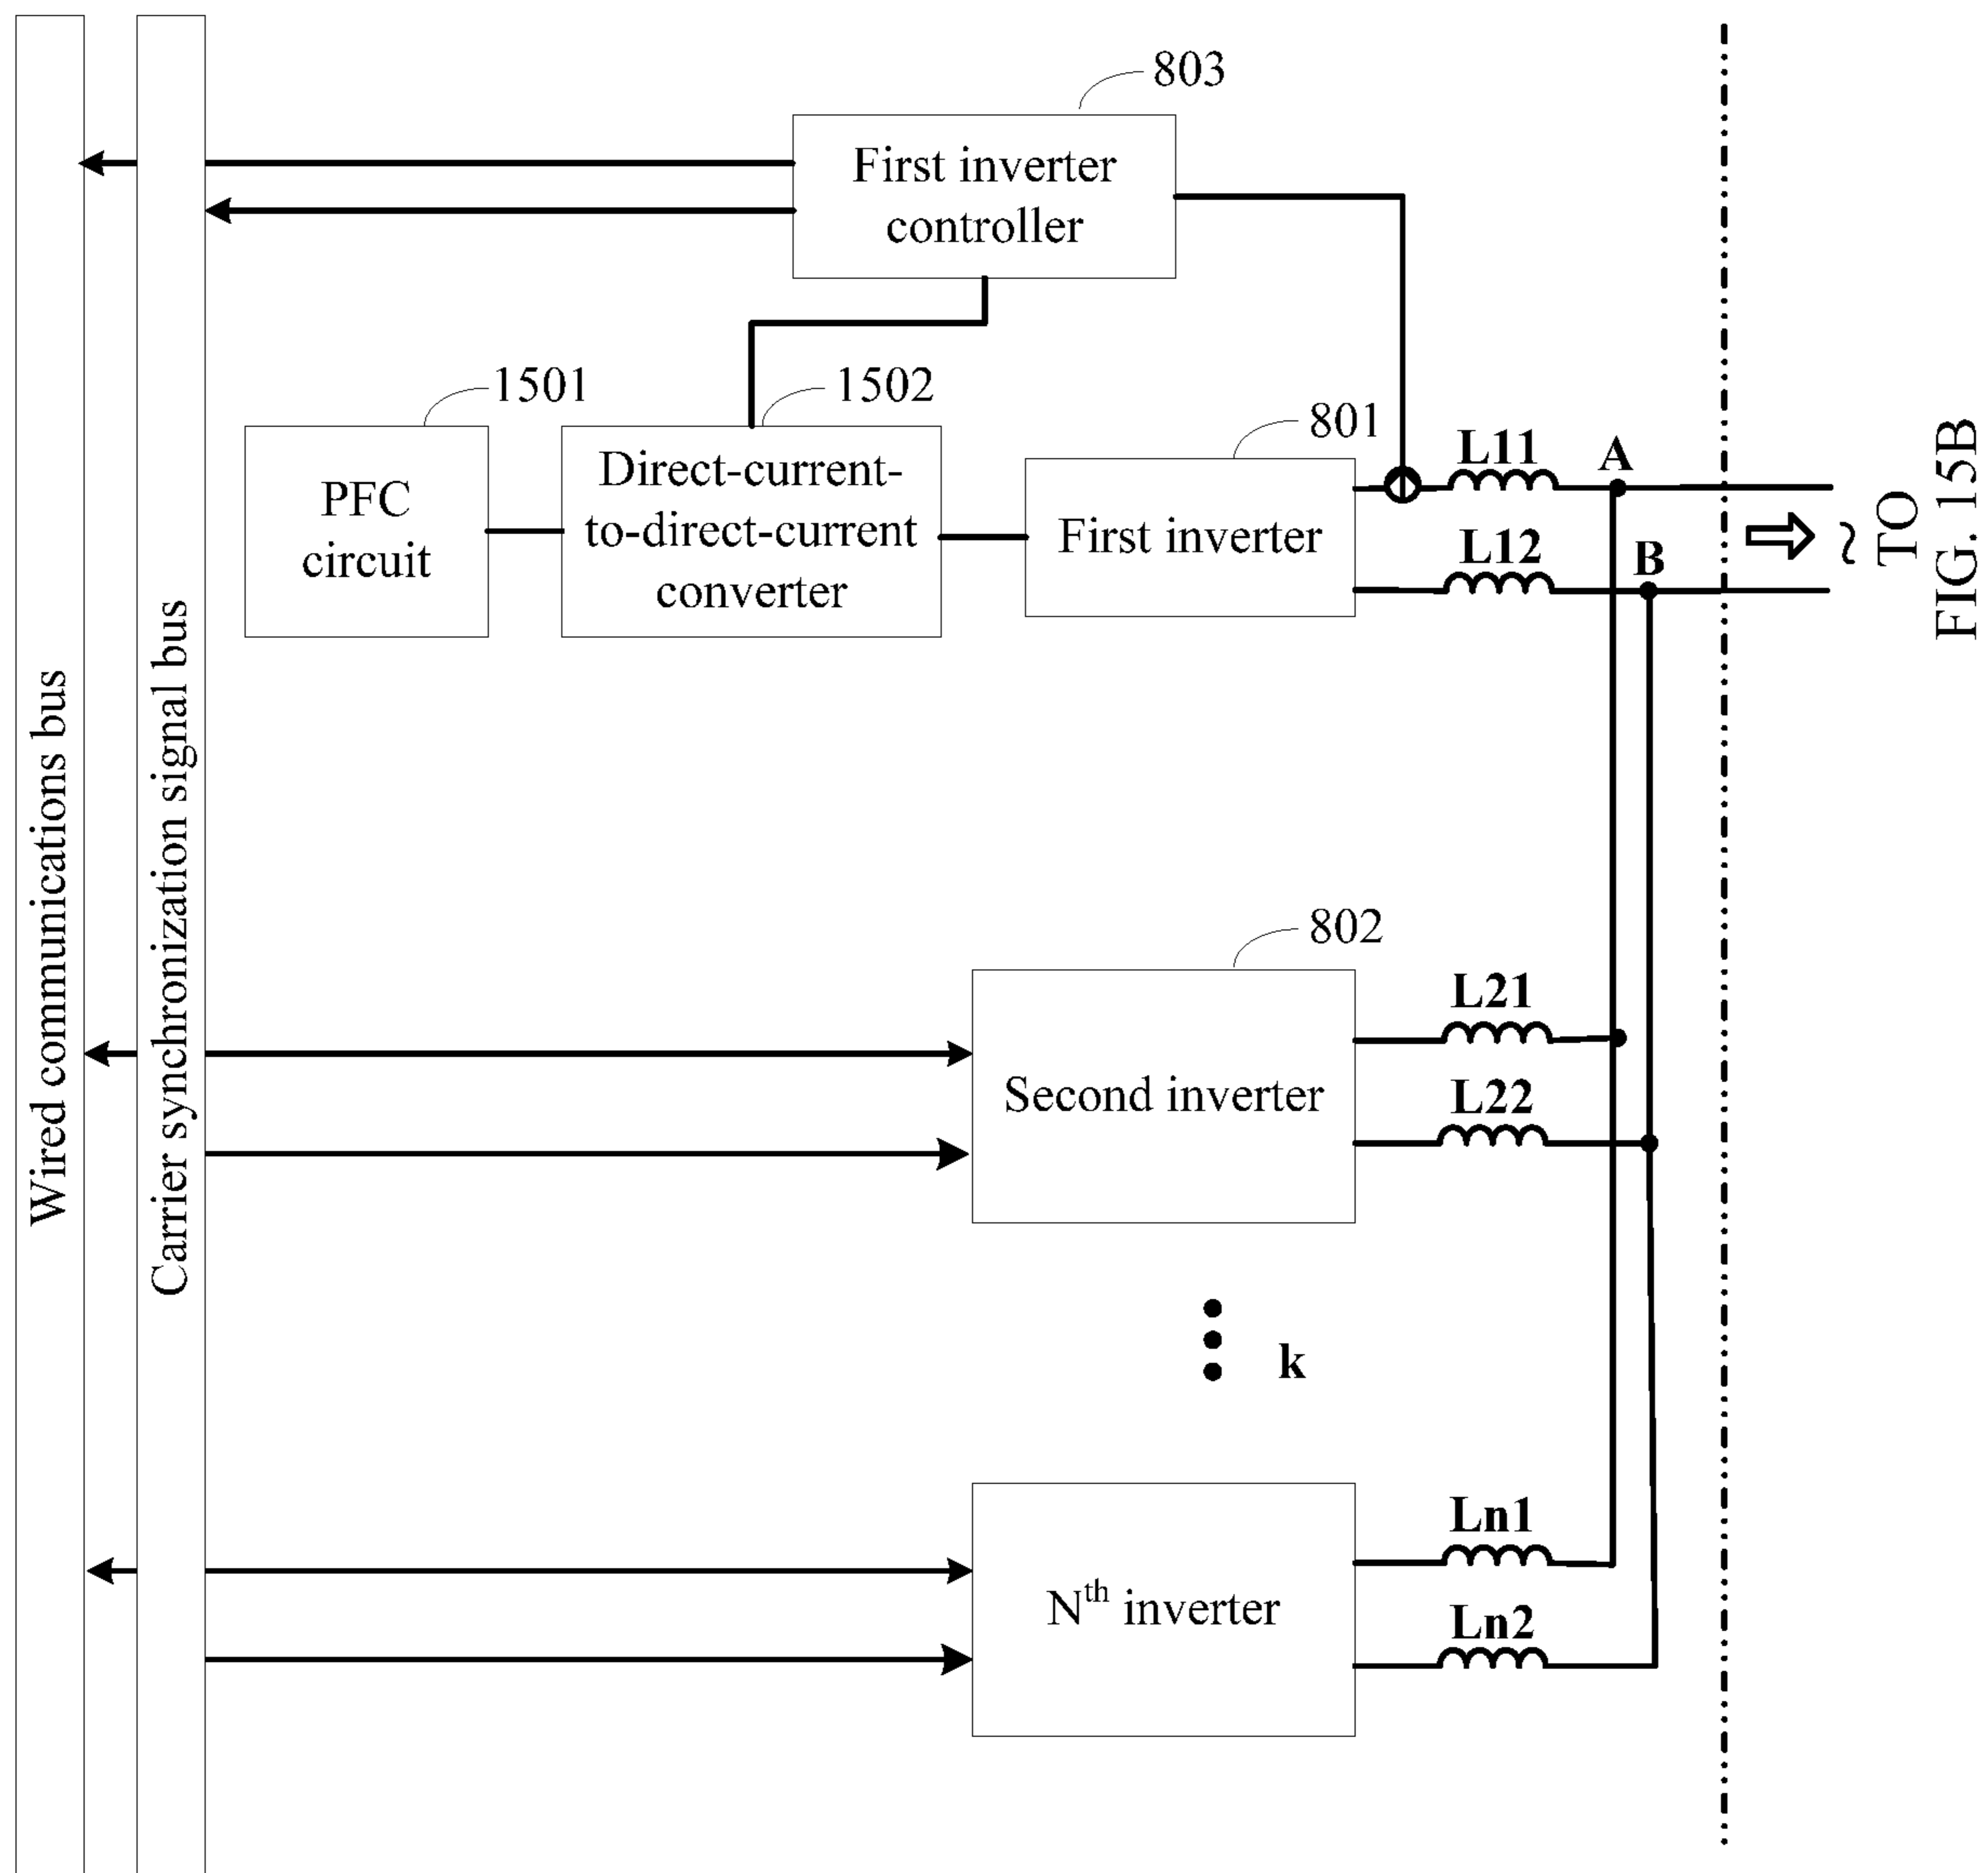 803
First inverter
controller
1501
1502
801
PFC
circuit
Direct-current-
to-direct-current
converter
First inverter
L11
A
L12
B
TO
FIG. 15B
~
Wired communications bus
Carrier synchronization signal bus
802
Second inverter
L21
L22
k
Nth inverter
Ln1
Ln2